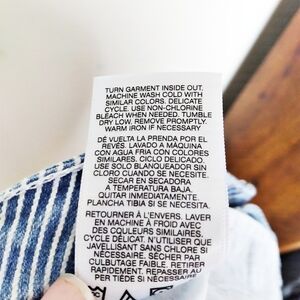 TURN GARMENT INSIDE OUT.
MACHINE WASH COLD WITH
SIMILAR COLORS. DELICATE
CYCLE. USE NON-CHLORINE
BLEACH WHEN NEEDED. TUMBLE
DRY LOW. REMOVE PROMPTLY.
WARM IRON IF NECESSARY
DÉ VUELTA LA PRENDA POR EL
REVÉS. LAVADO A MÁQUINA
CON AGUA FRIA CON COLORES
SIMILARES. CICLO DELICADO.
USE SOLO BLANQUEADOR SIN
CLORO CUANDO SE NECESITE.
SECAR EN SECADORA
A TEMPERATURA BAJA.
QUITAR INMEDIATAMENTE.
PLANCHA TIBIA SI SE NECESITA.
RETOURNER À L'ENVERS. LAVER
EN MACHINE À FROID AVEC
DES COULEURS SIMILAIRES,
CYCLE DÉLICAT. N'UTILISER QUE
JAVELLISANT SANS CHLORE SI
NÉCESSAIRE. SÉCHER PAR
CULBUTAGE FAIBLE. RETIRER
RAPIDEMENT. REPASSER AU
FER TIÈDE SI NÉCESSAIRE